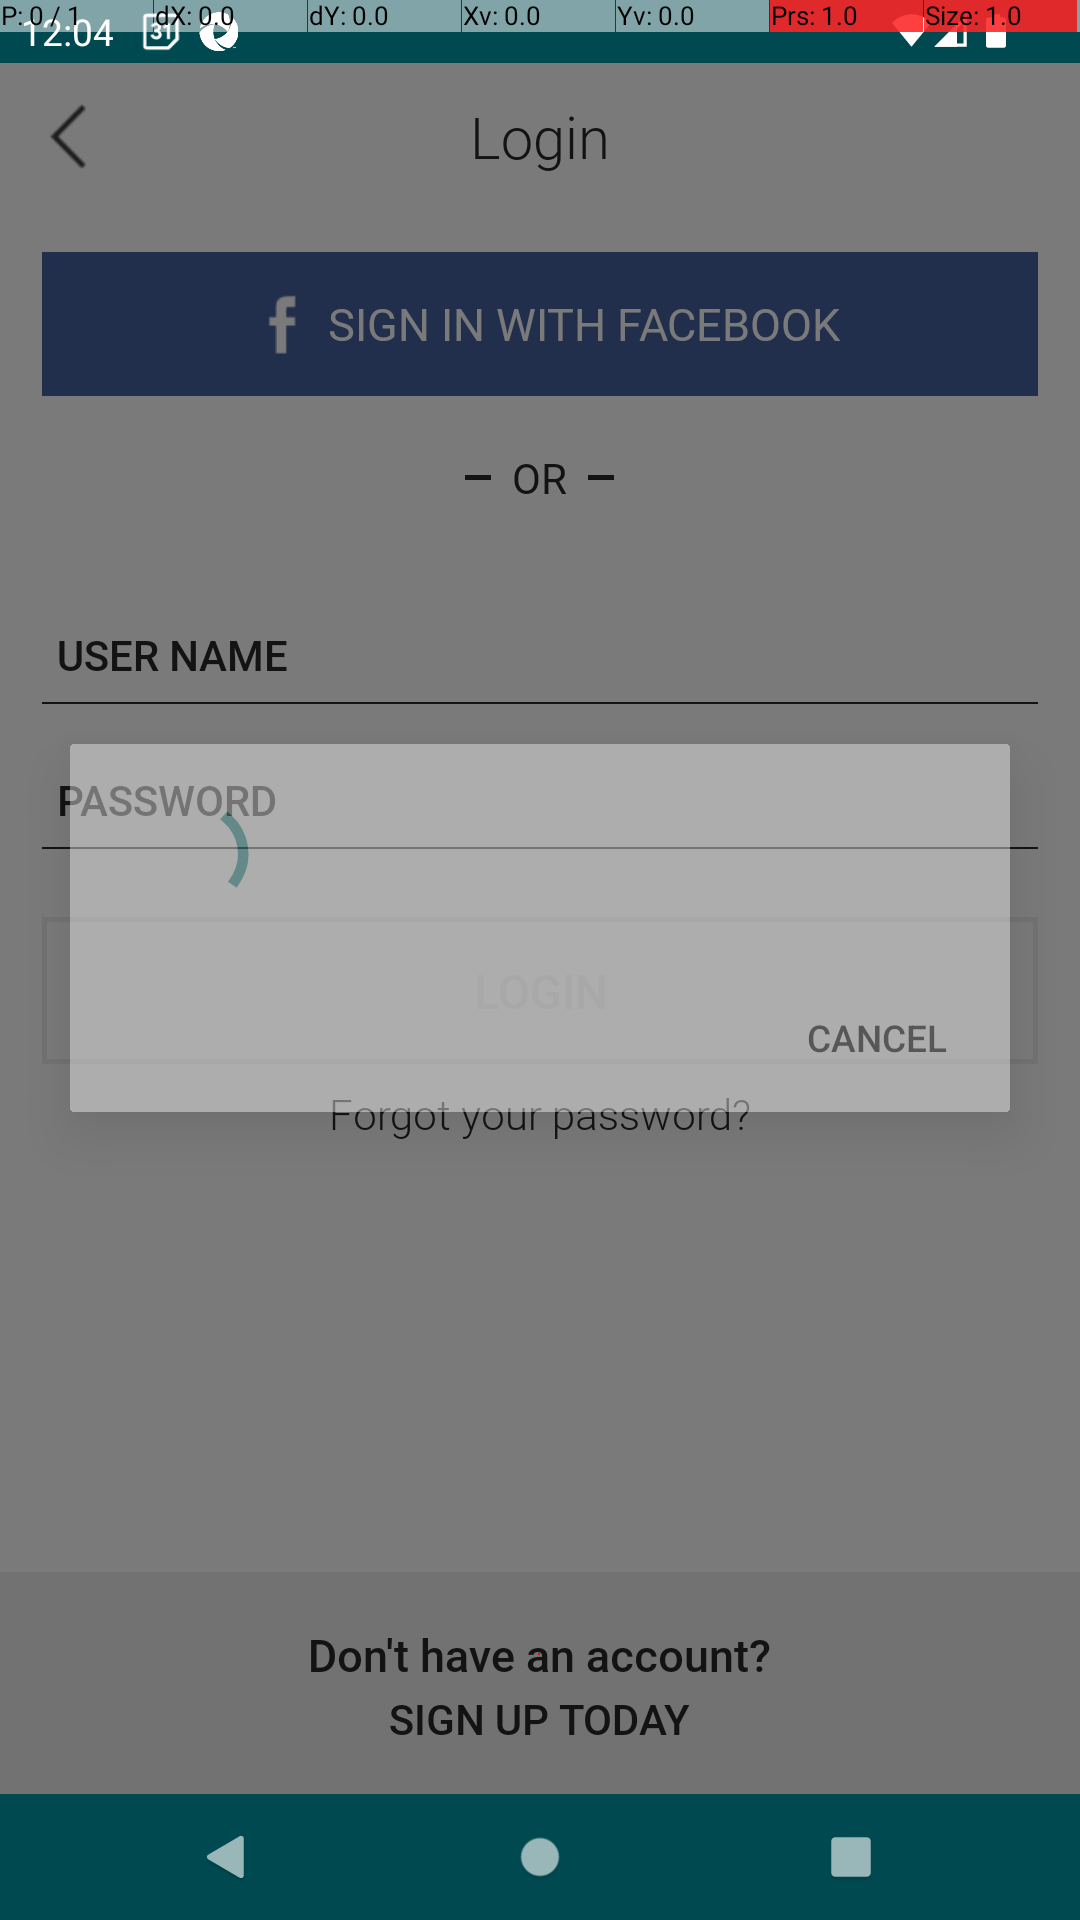 P: 0 / 1 dX: 0.0 dY: 0.0 Xv: 0.0 Yv: 0.0 Prs: 1.0 Size: 1.0
12:04 31
Login
f SIGN IN WITH FACEBOOK
– OR –
USER NAME
PASSWORD
LOGIN
CANCEL
Forgot your password?
Don't have an account?
SIGN UP TODAY